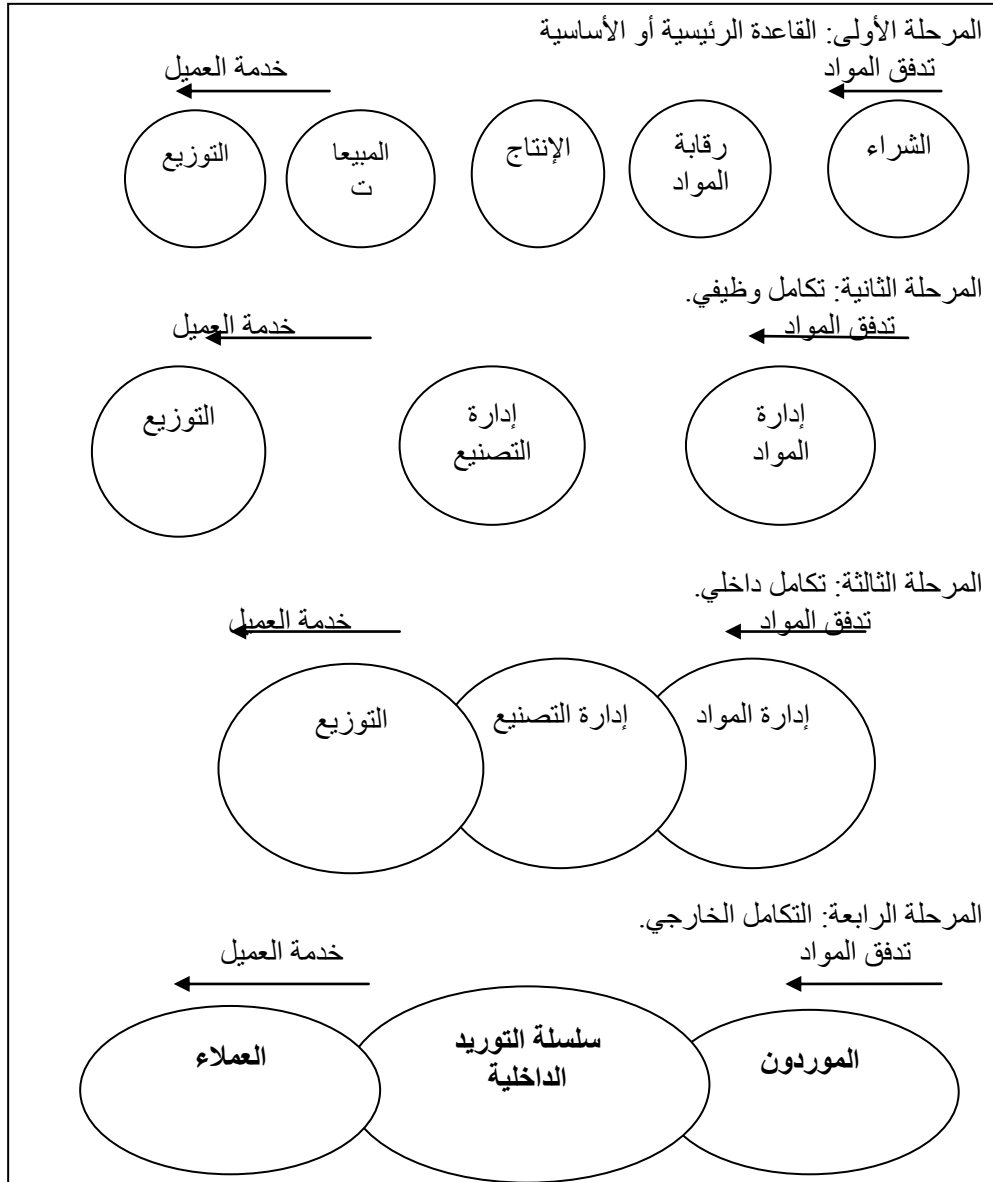 المرحلة الأولى: القاعدة الرئيسية أو الأساسية
تدفق المواد
خدمة العميل
الشراء
رقابة
المواد
الإنتاج
المبيعا
ت
التوزيع
المرحلة الثانية: تكامل وظيفي.
تدفق المواد
خدمة العميل
إدارة
المواد
إدارة
التصنيع
التوزيع
المرحلة الثالثة: تكامل داخلي.
تدفق المواد
خدمة العميل
إدارة المواد
إدارة التصنيع
التوزيع
المرحلة الرابعة: التكامل الخارجي.
تدفق المواد
خدمة العميل
الموردون
سلسلة التوريد
الداخلية
العملاء